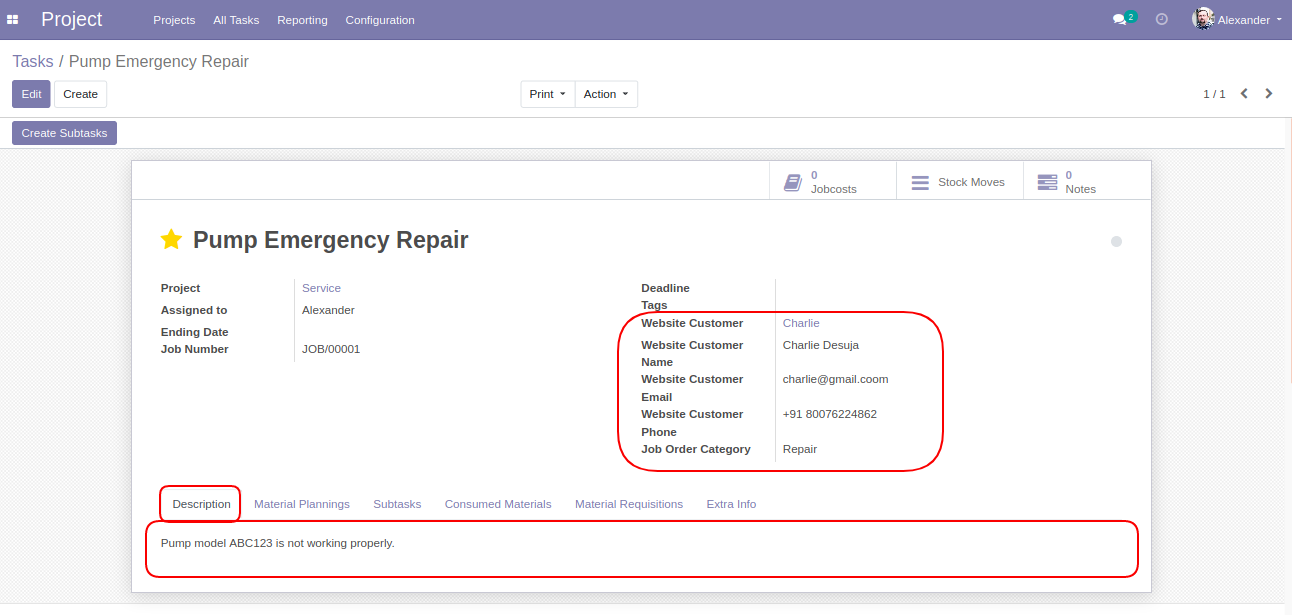 Project Projects All Tasks Reporting Configuration 2 Alexander
Tasks / Pump Emergency Repair
Edit Create Print Action 1 / 1
Create Subtasks
0 Jobcosts Stock Moves 0 Notes
Pump Emergency Repair
Project Service
Assigned to Alexander
Ending Date
Job Number JOB/00001
Deadline
Tags
Website Customer Charlie
Website Customer Charlie Desuja
Name
Website Customer charlie@gmail.coom
Email
Website Customer +91 80076224862
Phone
Job Order Category Repair
Description Material Plannings Subtasks Consumed Materials Material Requisitions Extra Info
Pump model ABC123 is not working properly.